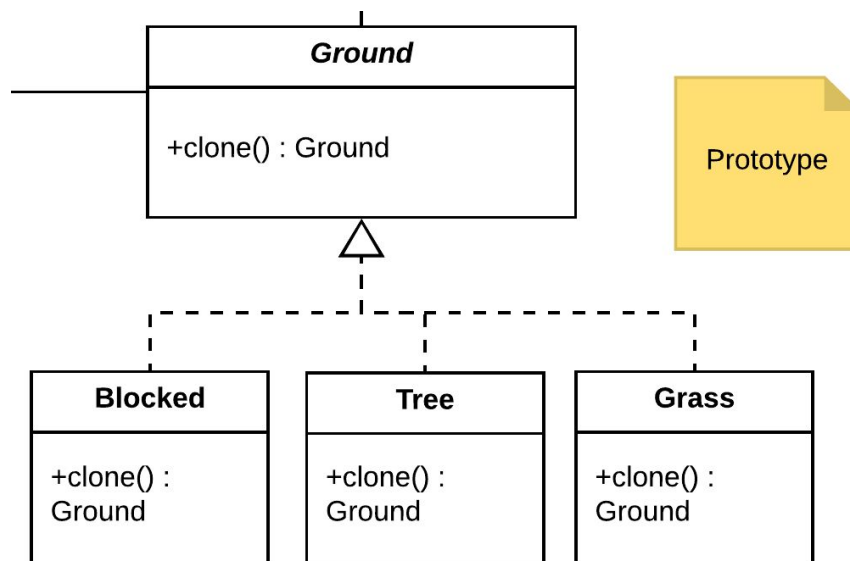 Ground
+clone() : Ground
Prototype
Blocked
+clone() :
Ground
Tree
+clone() :
Ground
Grass
+clone() :
Ground